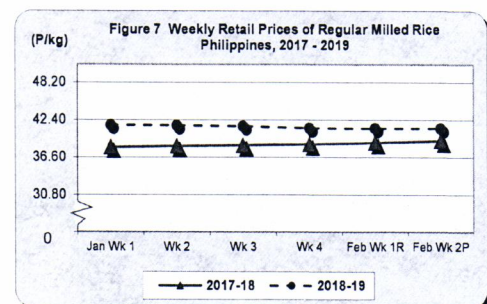 Figure 7 Weekly Retail Prices of Regular Milled Rice
Philippines, 2017 - 2019
(P/kg)
48.20
42.40
36.60
30.80
0
Jan Wk 1 Wk 2 Wk 3 Wk 4 Feb Wk 1R Feb Wk 2P
2017-18 2018-19